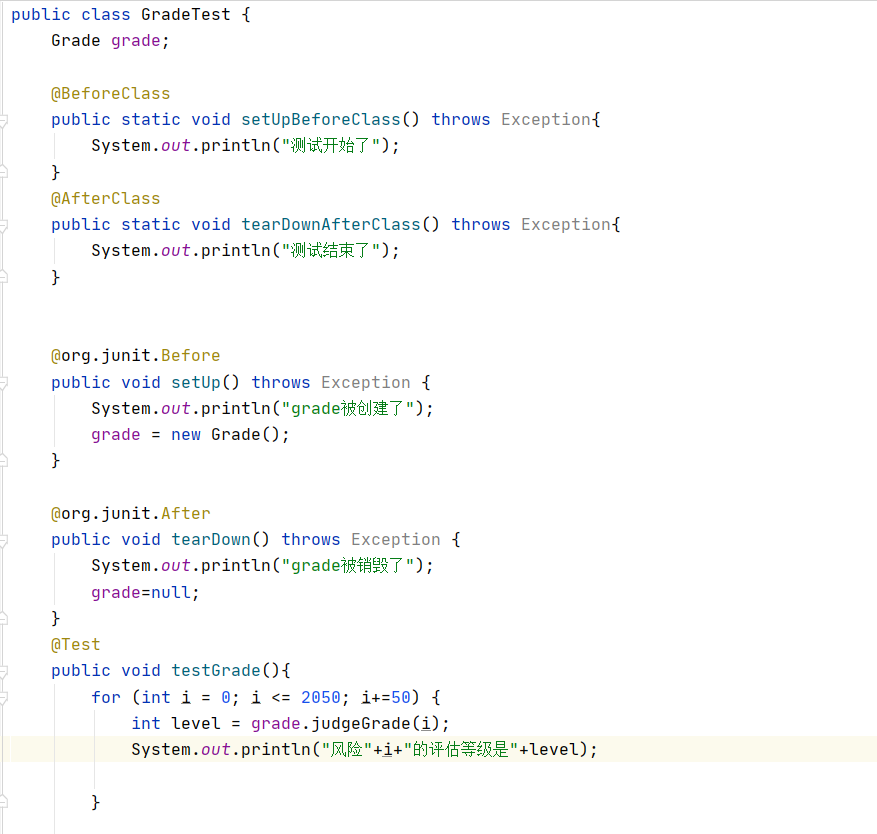 public class GradeTest {
    Grade grade;

    @BeforeClass
    public static void setUpBeforeClass() throws Exception{
        System.out.println("测试开始了");
    }
    @AfterClass
    public static void tearDownAfterClass() throws Exception{
        System.out.println("测试结束了");
    }


    @org.junit.Before
    public void setUp() throws Exception {
        System.out.println("grade被创建了");
        grade = new Grade();
    }

    @org.junit.After
    public void tearDown() throws Exception {
        System.out.println("grade被销毁了");
        grade=null;
    }
    @Test
    public void testGrade(){
        for (int i = 0; i <= 2050; i+=50) {
            int level = grade.judgeGrade(i);
            System.out.println("风险"+i+"的评估等级是"+level);

        }